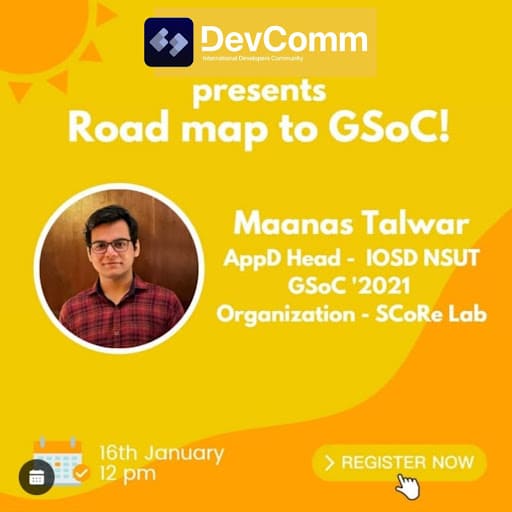 DevComm
International Developers Community
presents
Road map to GSoC!
Maanas Talwar
AppD Head - IOSD NSUT
GSoC '2021
Organization - SCoRe Lab
16th January
12 pm
REGISTER NOW